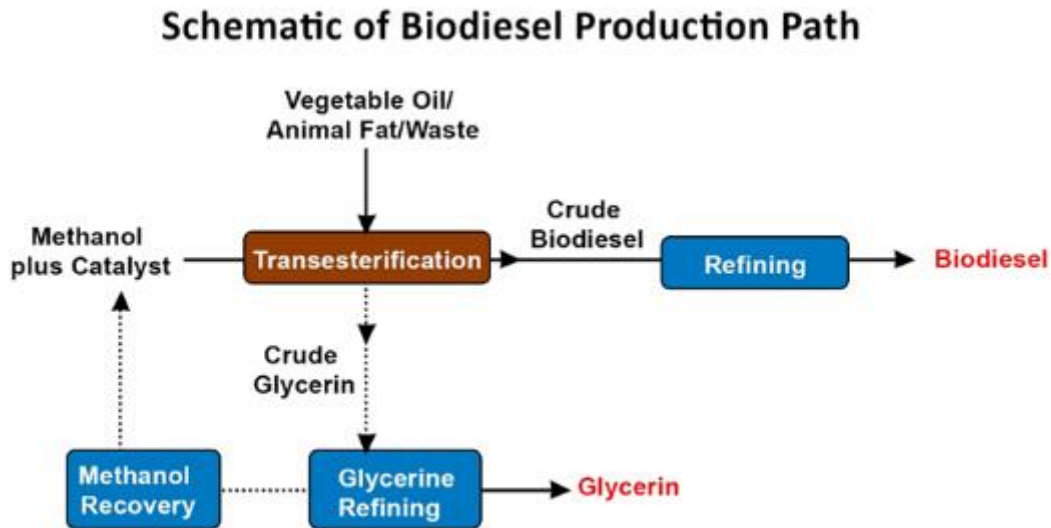 Schematic of Biodiesel Production Path
Vegetable Oil/
Animal Fat/Waste
Methanol
plus Catalyst
Transesterification
Crude
Biodiesel
Refining
Biodiesel
Crude
Glycerin
Methanol
Recovery
Glycerine
Refining
Glycerin